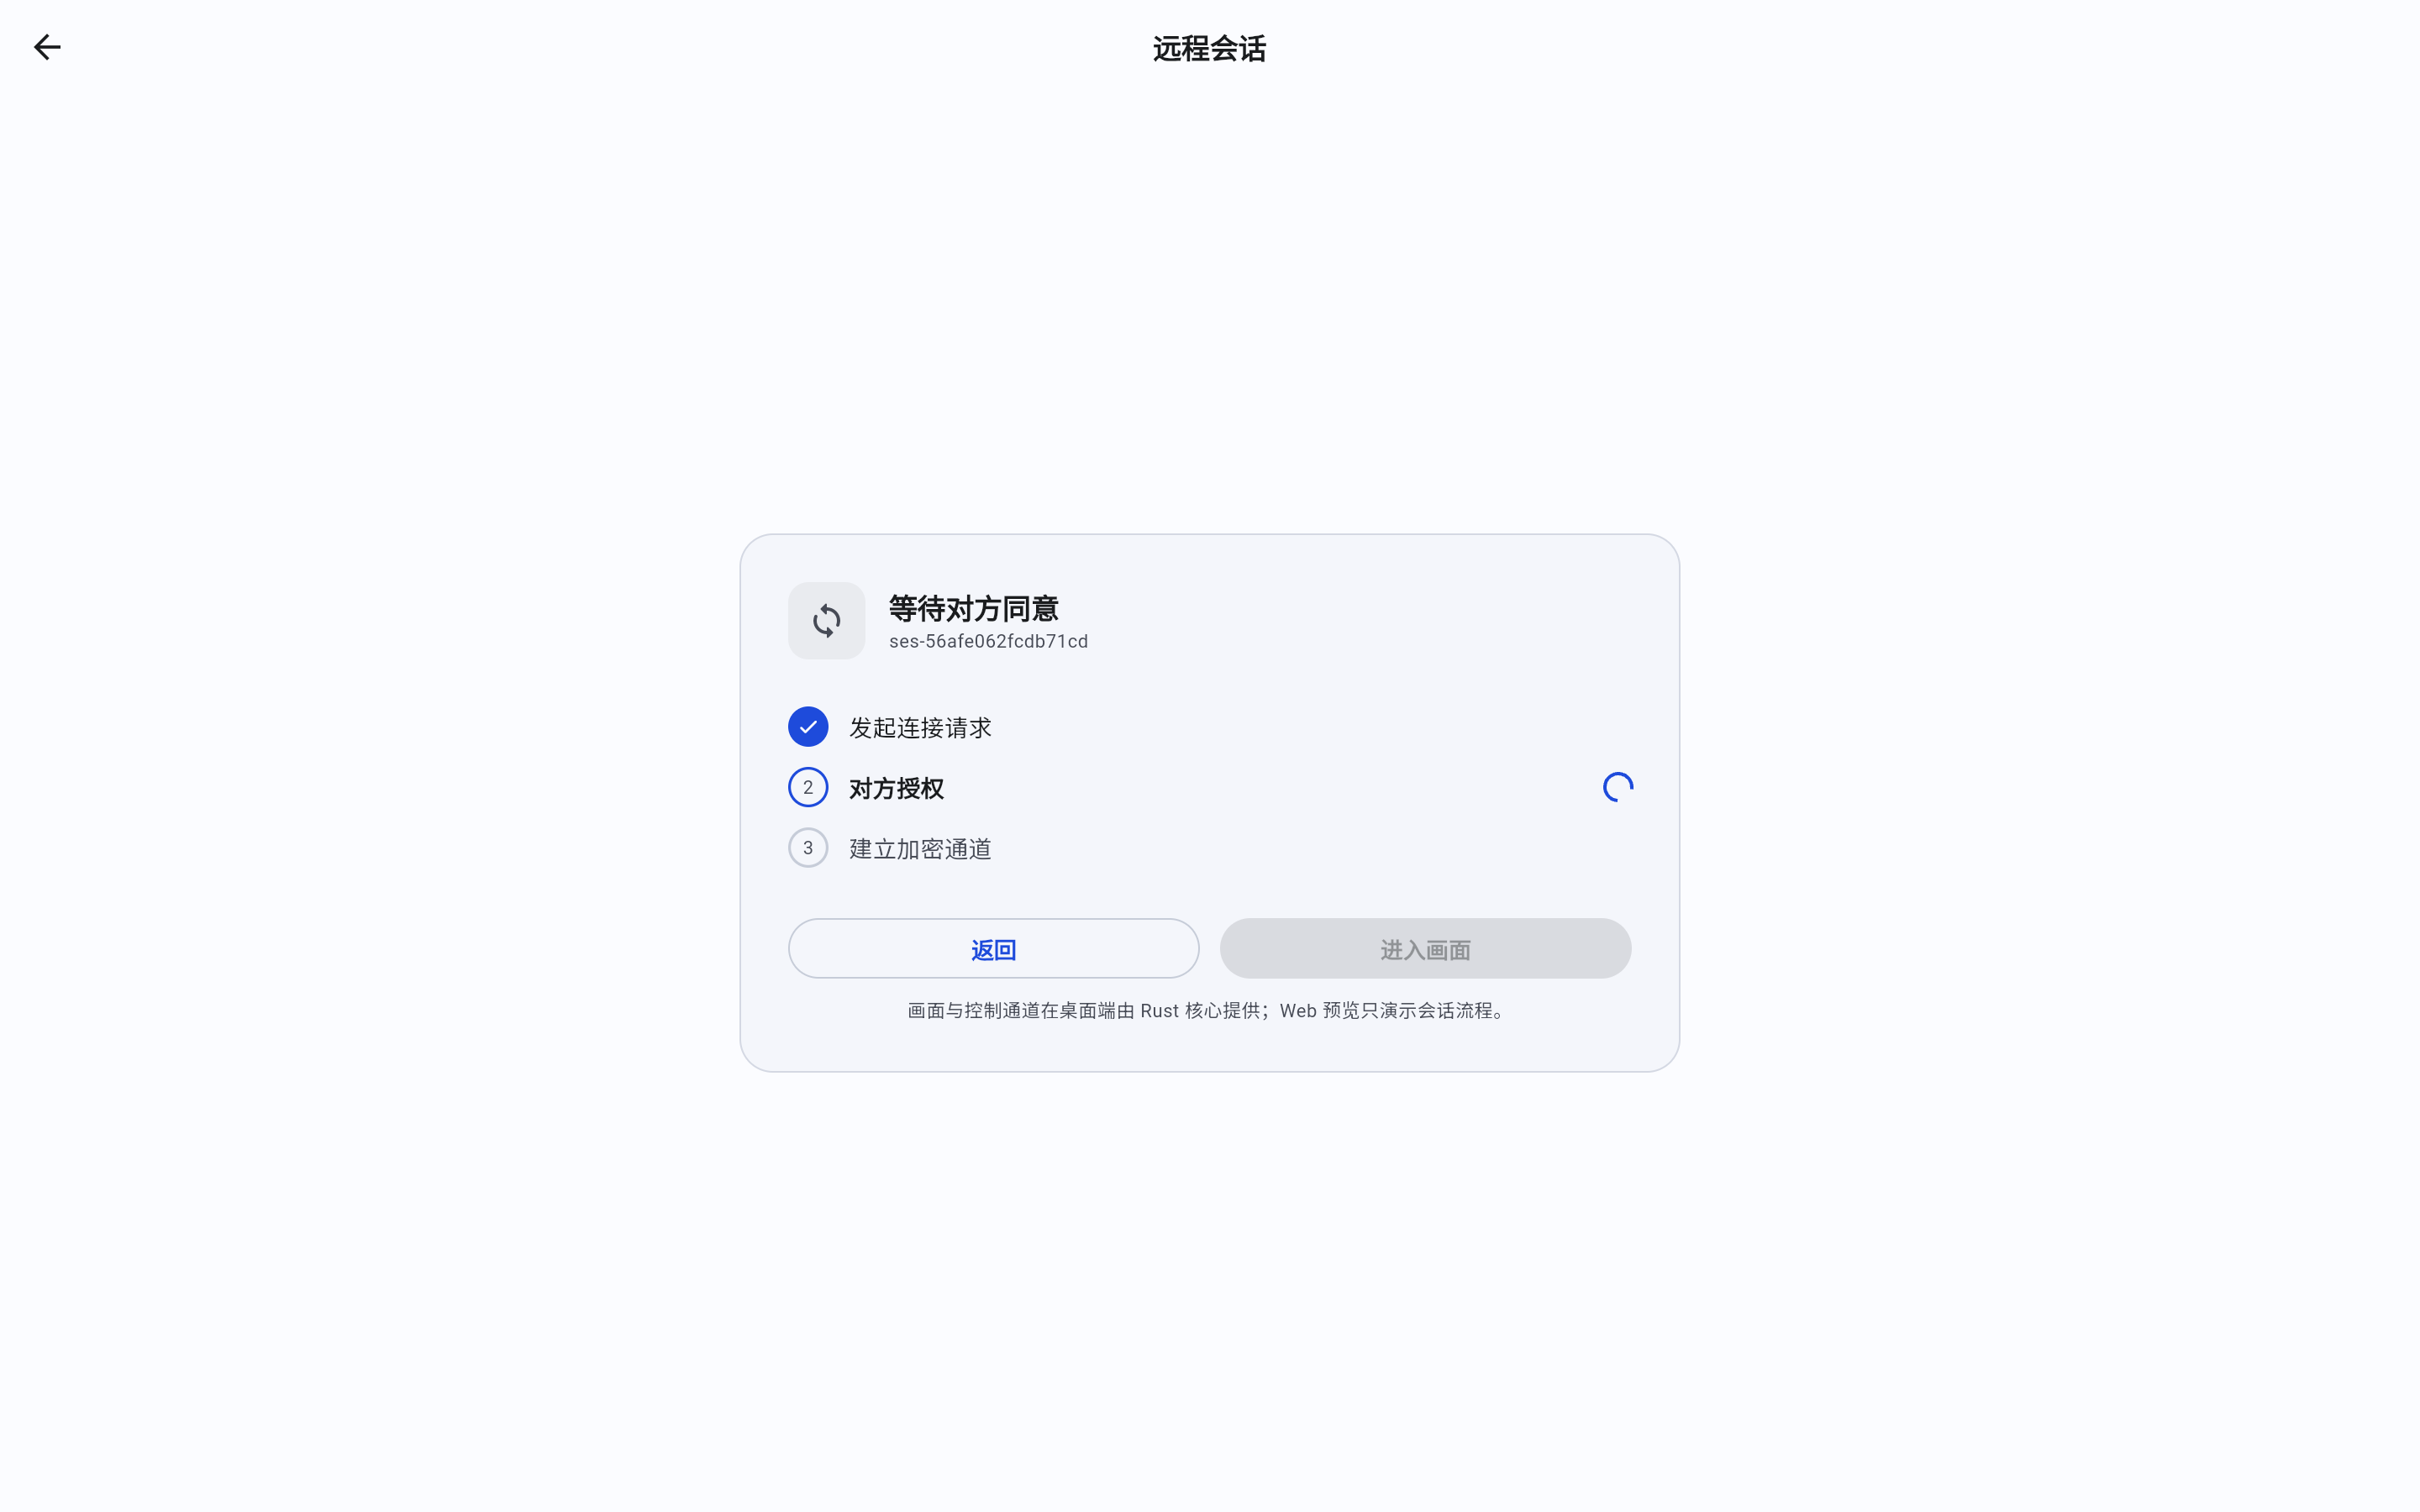 远程会话
等待对方同意
ses-56afe062fcdb71cd
发起连接请求
2 对方授权
3 建立加密通道
返回
进入画面
画面与控制通道在桌面端由 Rust 核心提供；Web 预览只演示会话流程。